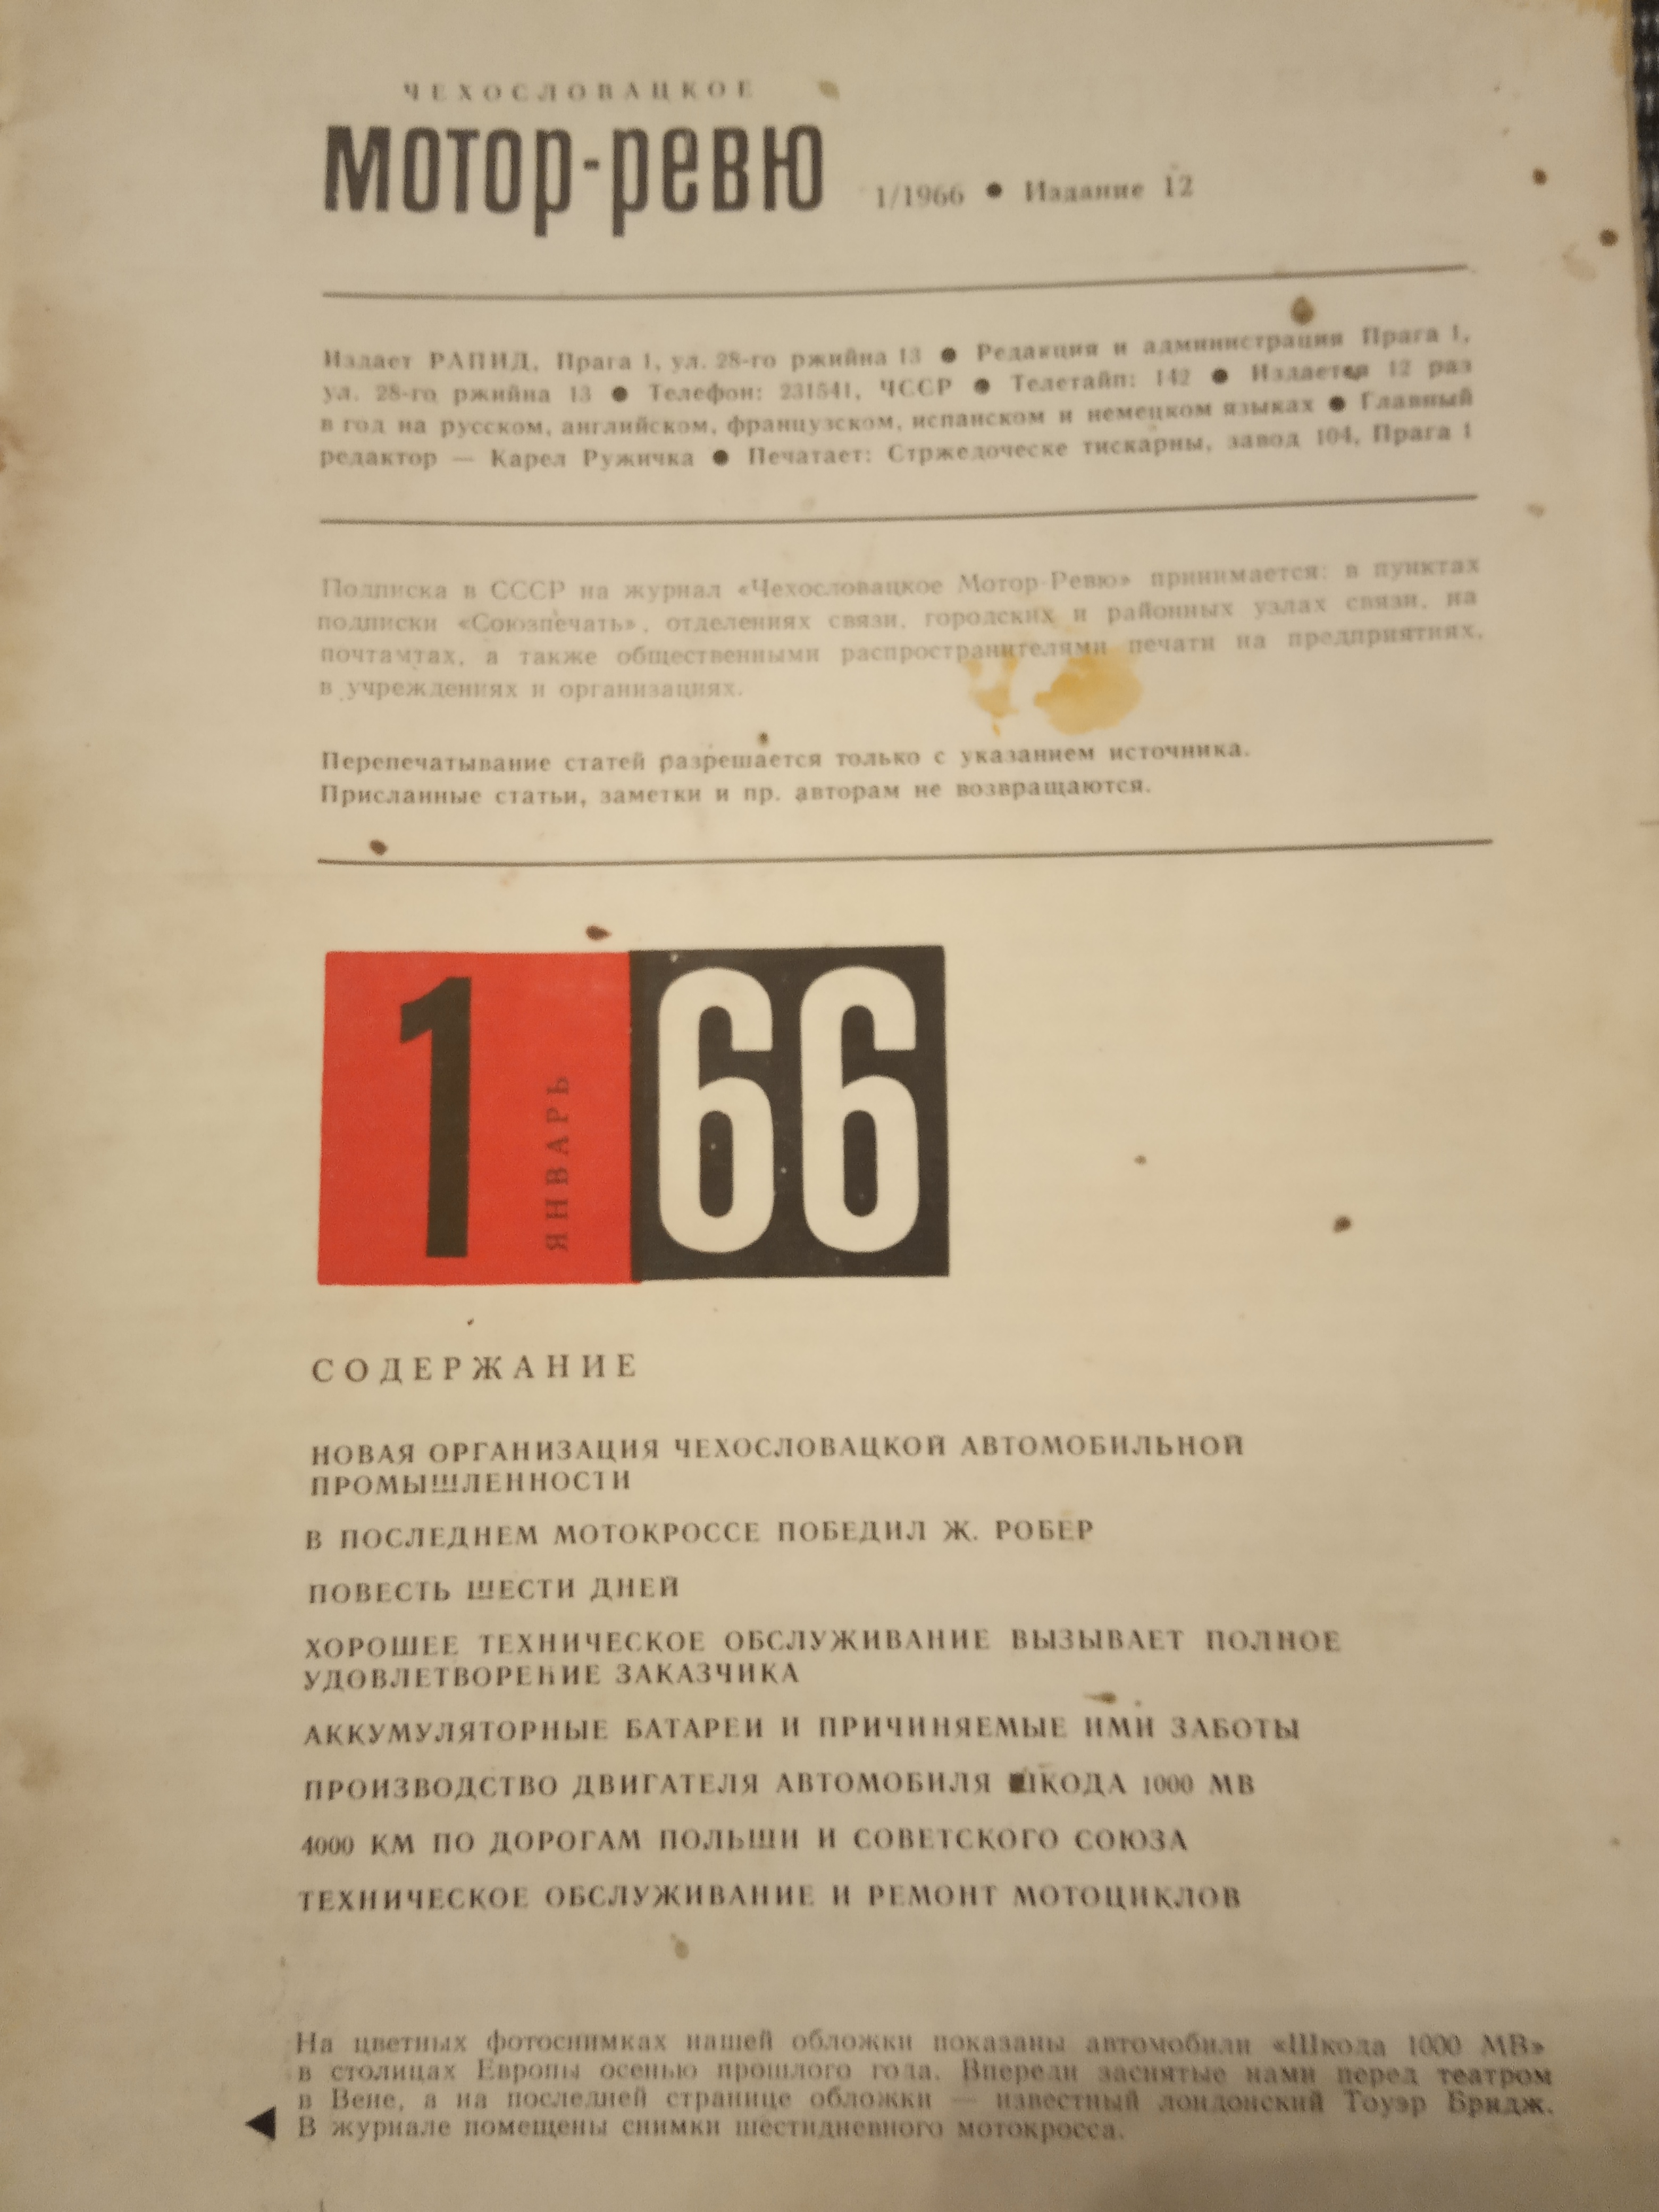 ЧЕХОСЛОВАЦКОЕ
мотор-ревю 1/1966 ● Издание 12
Издает РАПИД, Прага 1, ул. 28-го ржийна 13 ● Редакция и администрация Прага 1,
ул. 28-го ржийна 13 ● Телефон: 231541, ЧССР ● Телетайп: 142 ● Издается 12 раз
в год на русском, английском, французском, испанском и немецком языках ● Главный
редактор — Карел Ружичка ● Печатает: Стржедоческе тискарны, завод 104, Прага 1
Подписка в СССР на журнал «Чехословацкое Мотор-Ревю» принимается: в пунктах
подписки «Союзпечать», отделениях связи, городских и районных узлах связи, на
почтамтах, а также общественными распространителями печати на предприятиях,
в учреждениях и организациях.
Перепечатывание статей разрешается только с указанием источника.
Присланные статьи, заметки и пр. авторам не возвращаются.
1 ЯНВАРЬ 66
СОДЕРЖАНИЕ
НОВАЯ ОРГАНИЗАЦИЯ ЧЕХОСЛОВАЦКОЙ АВТОМОБИЛЬНОЙ
ПРОМЫШЛЕННОСТИ
В ПОСЛЕДНЕМ МОТОКРОССЕ ПОБЕДИЛ Ж. РОБЕР
ПОВЕСТЬ ШЕСТИ ДНЕЙ
ХОРОШЕЕ ТЕХНИЧЕСКОЕ ОБСЛУЖИВАНИЕ ВЫЗЫВАЕТ ПОЛНОЕ
УДОВЛЕТВОРЕНИЕ ЗАКАЗЧИКА
АККУМУЛЯТОРНЫЕ БАТАРЕИ И ПРИЧИНЯЕМЫЕ ИМИ ЗАБОТЫ
ПРОИЗВОДСТВО ДВИГАТЕЛЯ АВТОМОБИЛЯ ШКОДА 1000 МВ
4000 КМ ПО ДОРОГАМ ПОЛЬШИ И СОВЕТСКОГО СОЮЗА
ТЕХНИЧЕСКОЕ ОБСЛУЖИВАНИЕ И РЕМОНТ МОТОЦИКЛОВ
На цветных фотоснимках нашей обложки показаны автомобили «Шкода 1000 МВ»
в столицах Европы осенью прошлого года. Впереди заснятые нами перед театром
в Вене, а на последней странице обложки — известный лондонский Тоуэр Бридж.
В журнале помещены снимки шестидневного мотокросса.